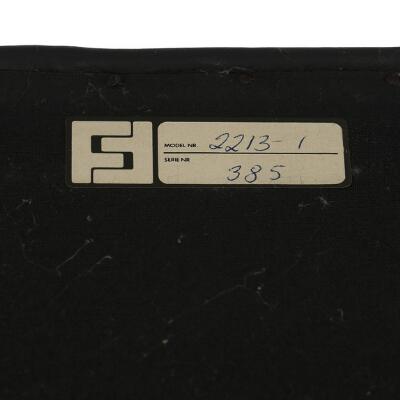 MODEL NR. 2213-1
SERIE NR 385